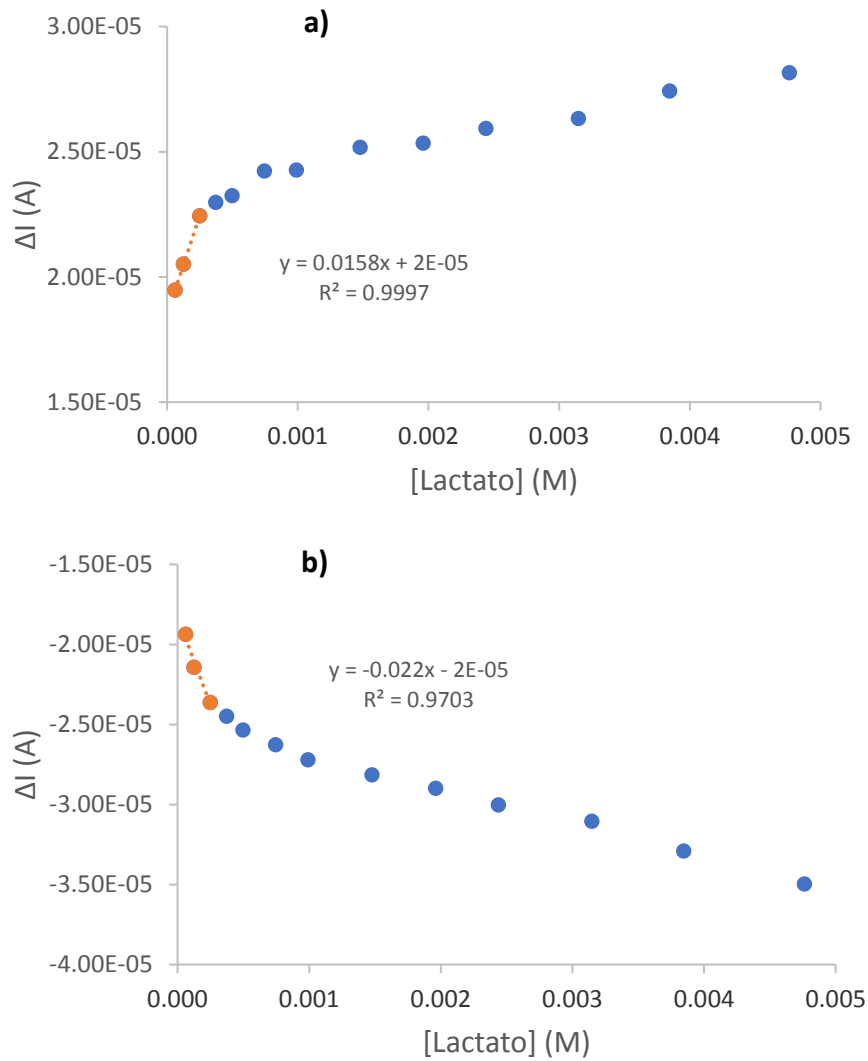 a)
3.00E-05
2.50E-05
2.00E-05
1.50E-05
ΔI (A)
y = 0.0158x + 2E-05
R² = 0.9997
0.000 0.001 0.002 0.003 0.004 0.005
[Lactato] (M)
b)
-1.50E-05
-2.00E-05
-2.50E-05
-3.00E-05
-3.50E-05
-4.00E-05
ΔI (A)
y = -0.022x - 2E-05
R² = 0.9703
0.000 0.001 0.002 0.003 0.004 0.005
[Lactato] (M)